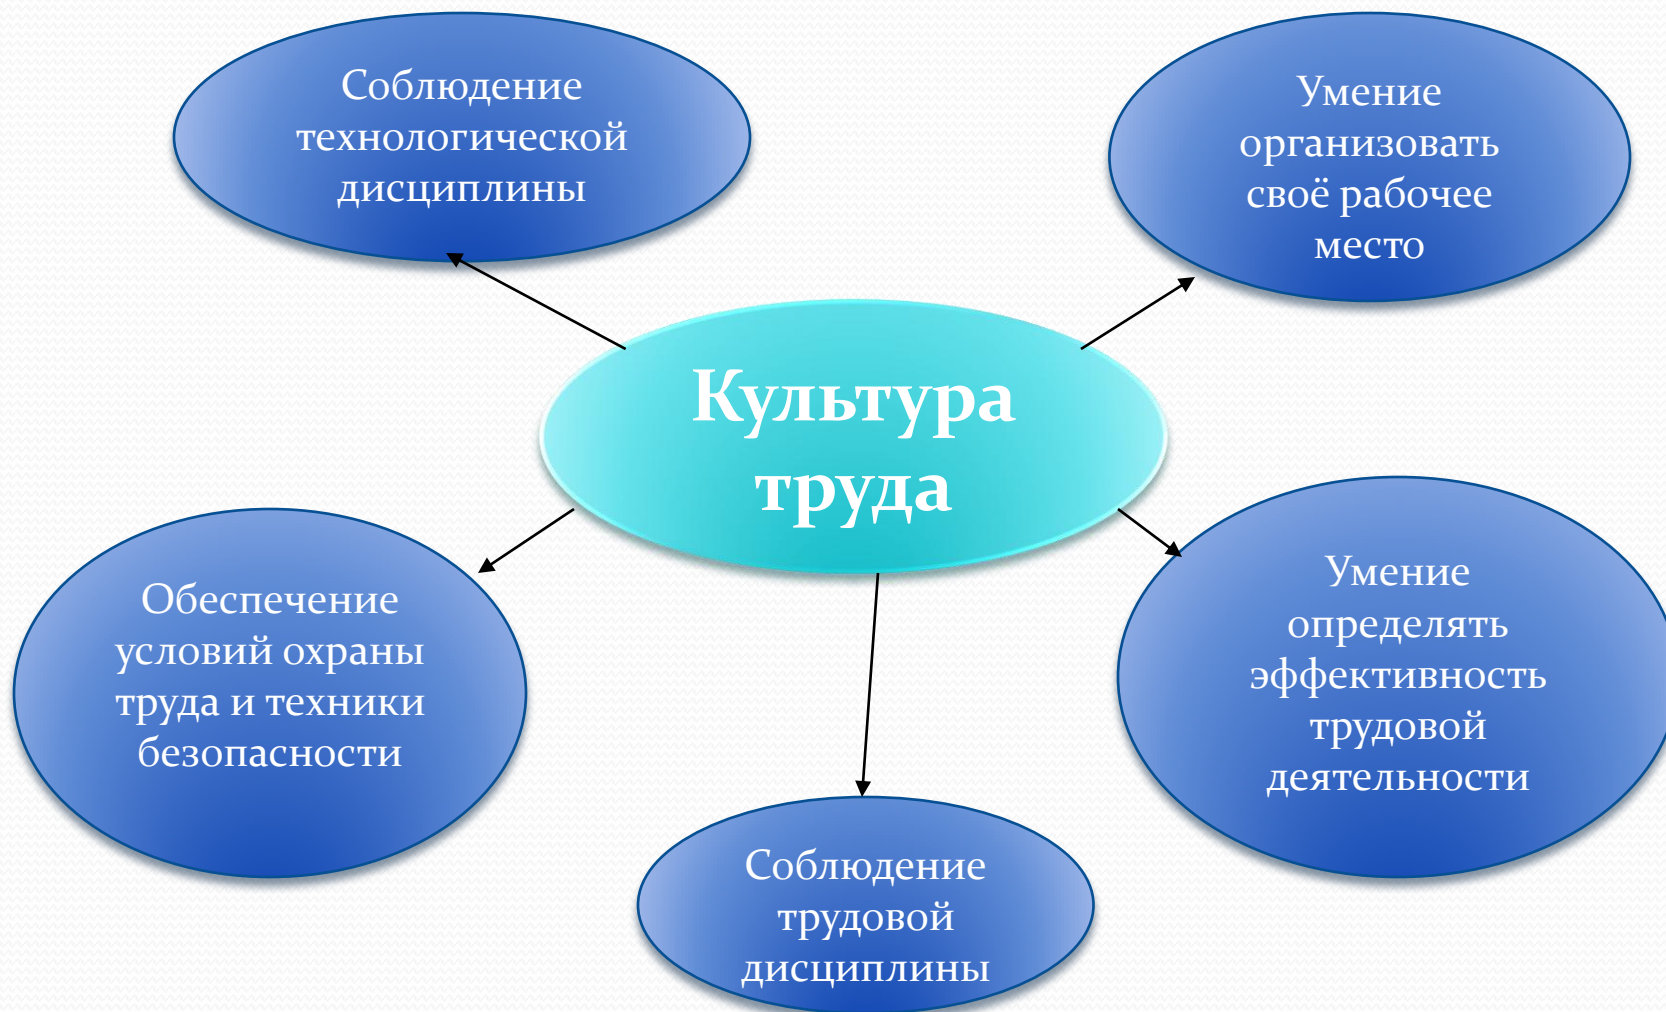 Соблюдение
технологической
дисциплины
Умение
организовать
своё рабочее
место
Культура
труда
Обеспечение
условий охраны
труда и техники
безопасности
Умение
определять
эффективность
трудовой
деятельности
Соблюдение
трудовой
дисциплины